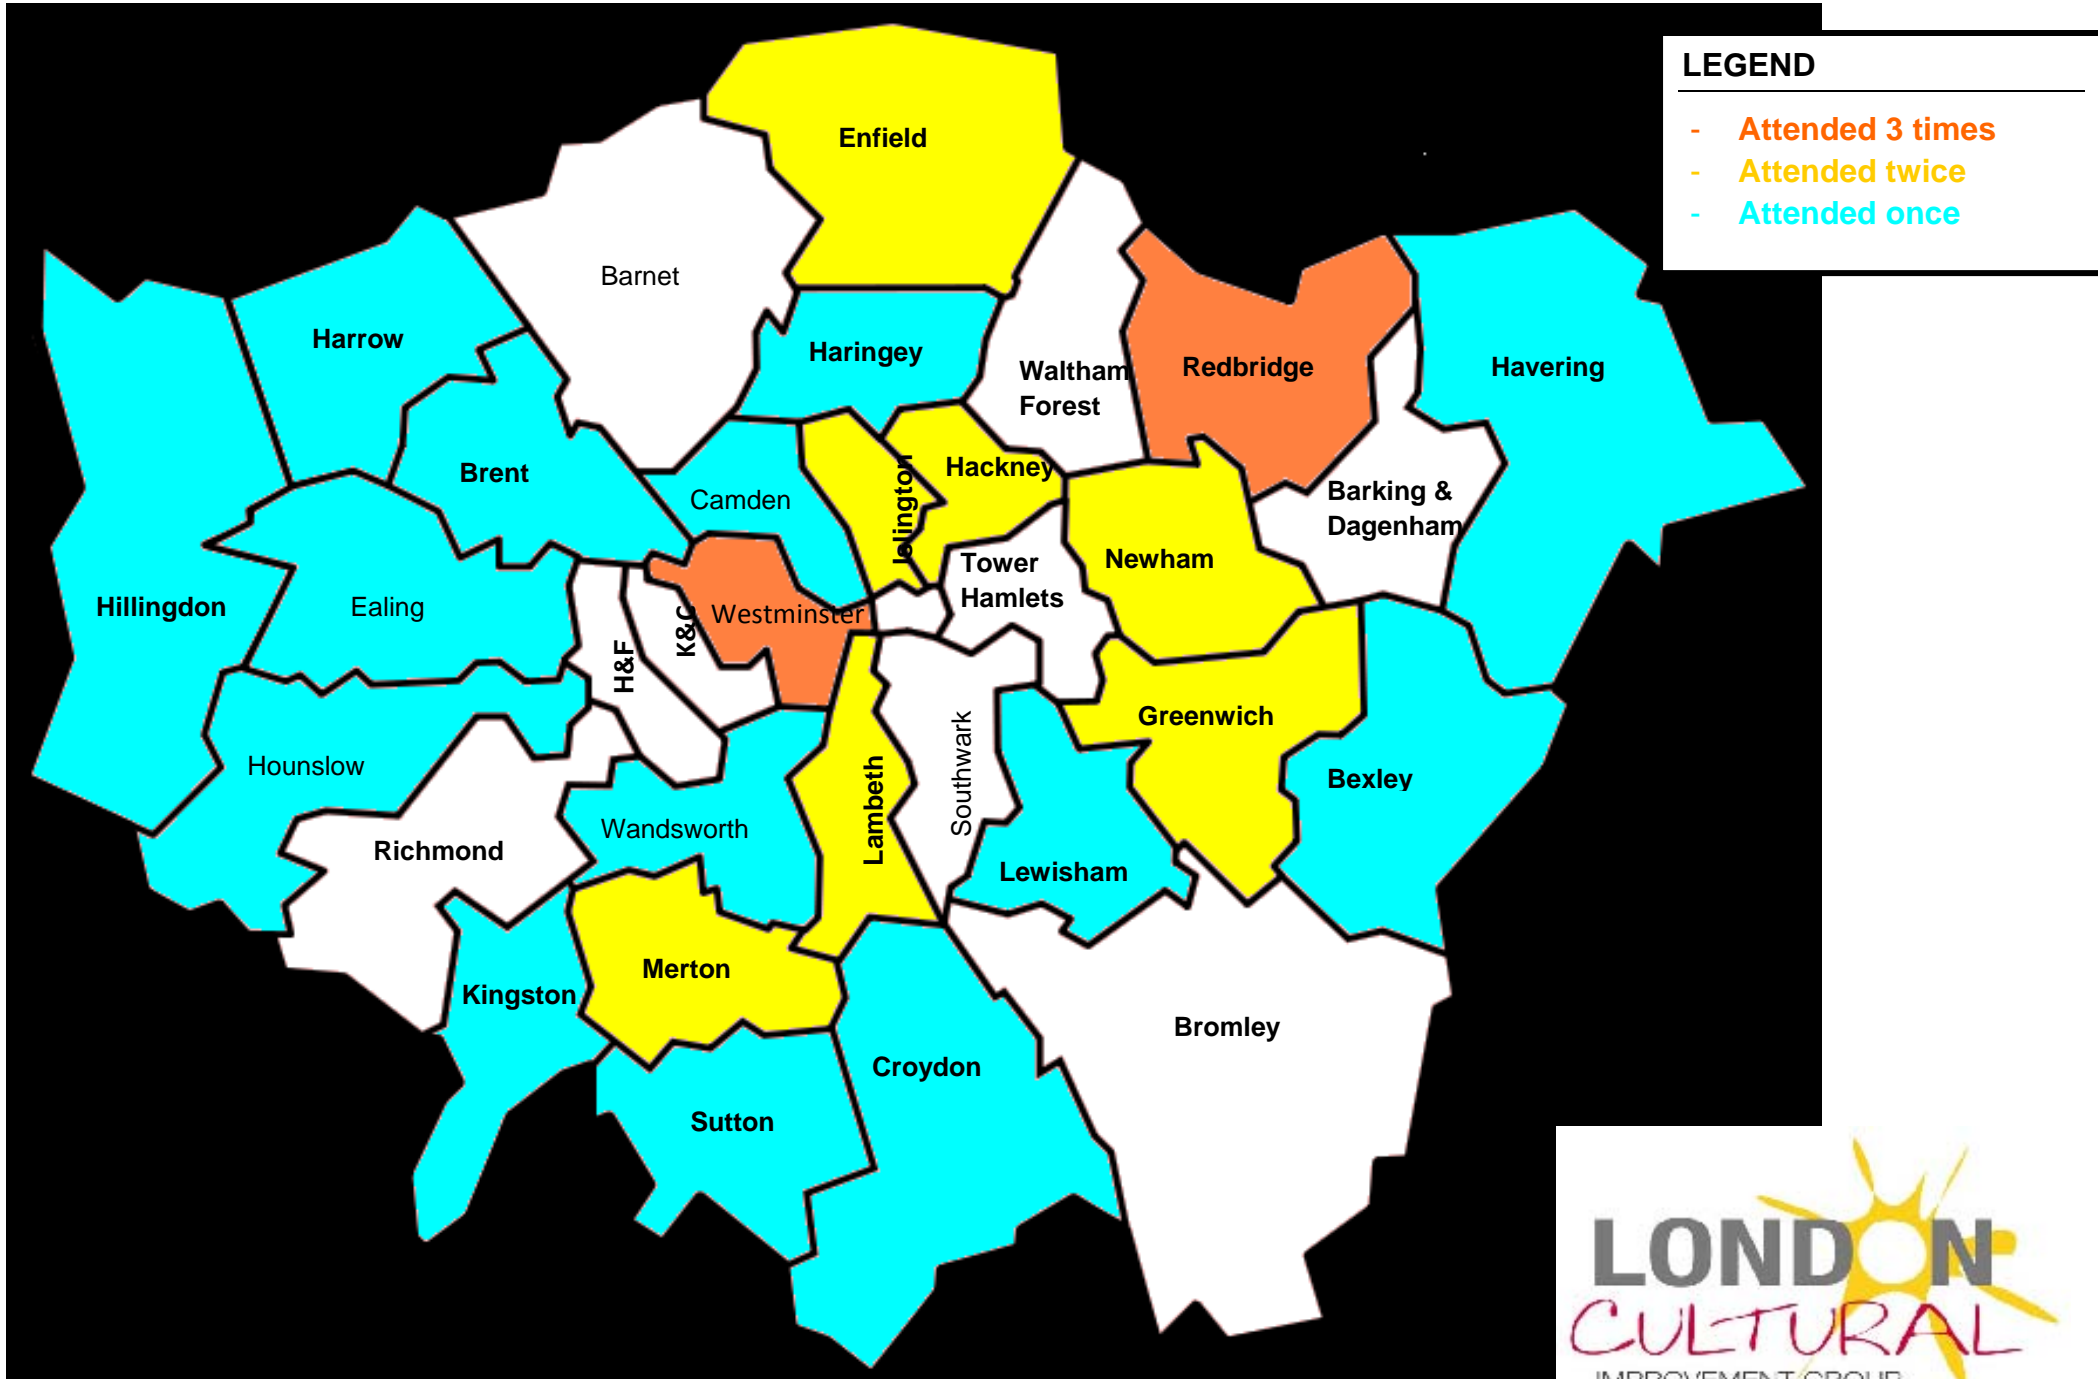 LEGEND
- Attended 3 times
- Attended twice
- Attended once
Enfield
Barnet
Harrow
Haringey
Waltham
Forest
Redbridge
Havering
Brent
Camden
Islington
Hackney
Barking &
Dagenham
Hillingdon
Ealing
H&F
K&C
Westminster
Tower
Hamlets
Newham
Hounslow
Richmond
Wandsworth
Lambeth
Southwark
Greenwich
Bexley
Lewisham
Kingston
Merton
Sutton
Croydon
Bromley
LONDON
CULTURAL
IMPROVEMENT GROUP